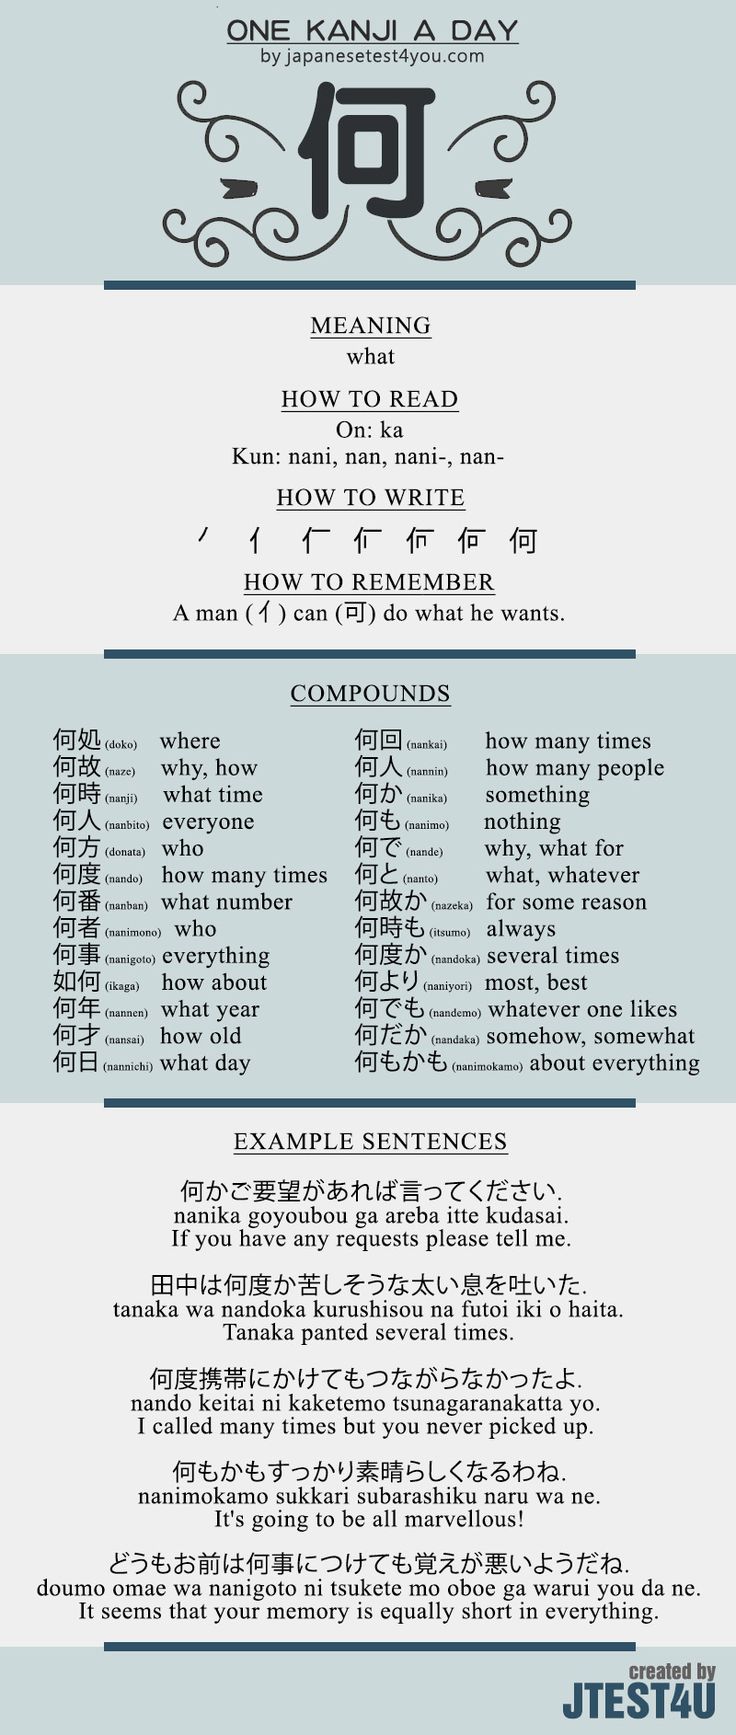 ONE KANJI A DAY
by japanesetest4you.com
何
MEANING
what
HOW TO READ
On: ka
Kun: nani, nan, nani-, nan-
HOW TO WRITE
何
HOW TO REMEMBER
A man (亻) can (可) do what he wants.
COMPOUNDS
何処 (doko) where
何故 (naze) why, how
何時 (nanji) what time
何人 (nanbito) everyone
何方 (donata) who
何度 (nando) how many times
何番 (nanban) what number
何者 (nanimono) who
何事 (nanigoto) everything
如何 (ikaga) how about
何年 (nannen) what year
何才 (nansai) how old
何日 (nannichi) what day
何回 (nankai) how many times
何人 (nannin) how many people
何か (nanika) something
何も (nanimo) nothing
何で (nande) why, what for
何と (nanto) what, whatever
何故か (nazeka) for some reason
何時も (itsumo) always
何度か (nandoka) several times
何より (naniyori) most, best
何でも (nandemo) whatever one likes
何だか (nandaka) somehow, somewhat
何もかも (nanimokamo) about everything
EXAMPLE SENTENCES
何かご要望があれば言ってください.
nanika goyoubou ga areba itte kudasai.
If you have any requests please tell me.
田中は何度か苦しそうな太い息を吐いた.
tanaka wa nandoka kurushisou na futoi iki o haita.
Tanaka panted several times.
何度携帯にかけてもつながらなかったよ.
nando keitai ni kaketemo tsunagaranakatta yo.
I called many times but you never picked up.
何もかもすっかり素晴らしくなるわね.
nanimokamo sukkari subarashiku naru wa ne.
It's going to be all marvellous!
どうもお前は何事につけても覚えが悪いようだね.
doumo omae wa nanigoto ni tsukete mo oboe ga warui you da ne.
It seems that your memory is equally short in everything.
created by
JTEST4U